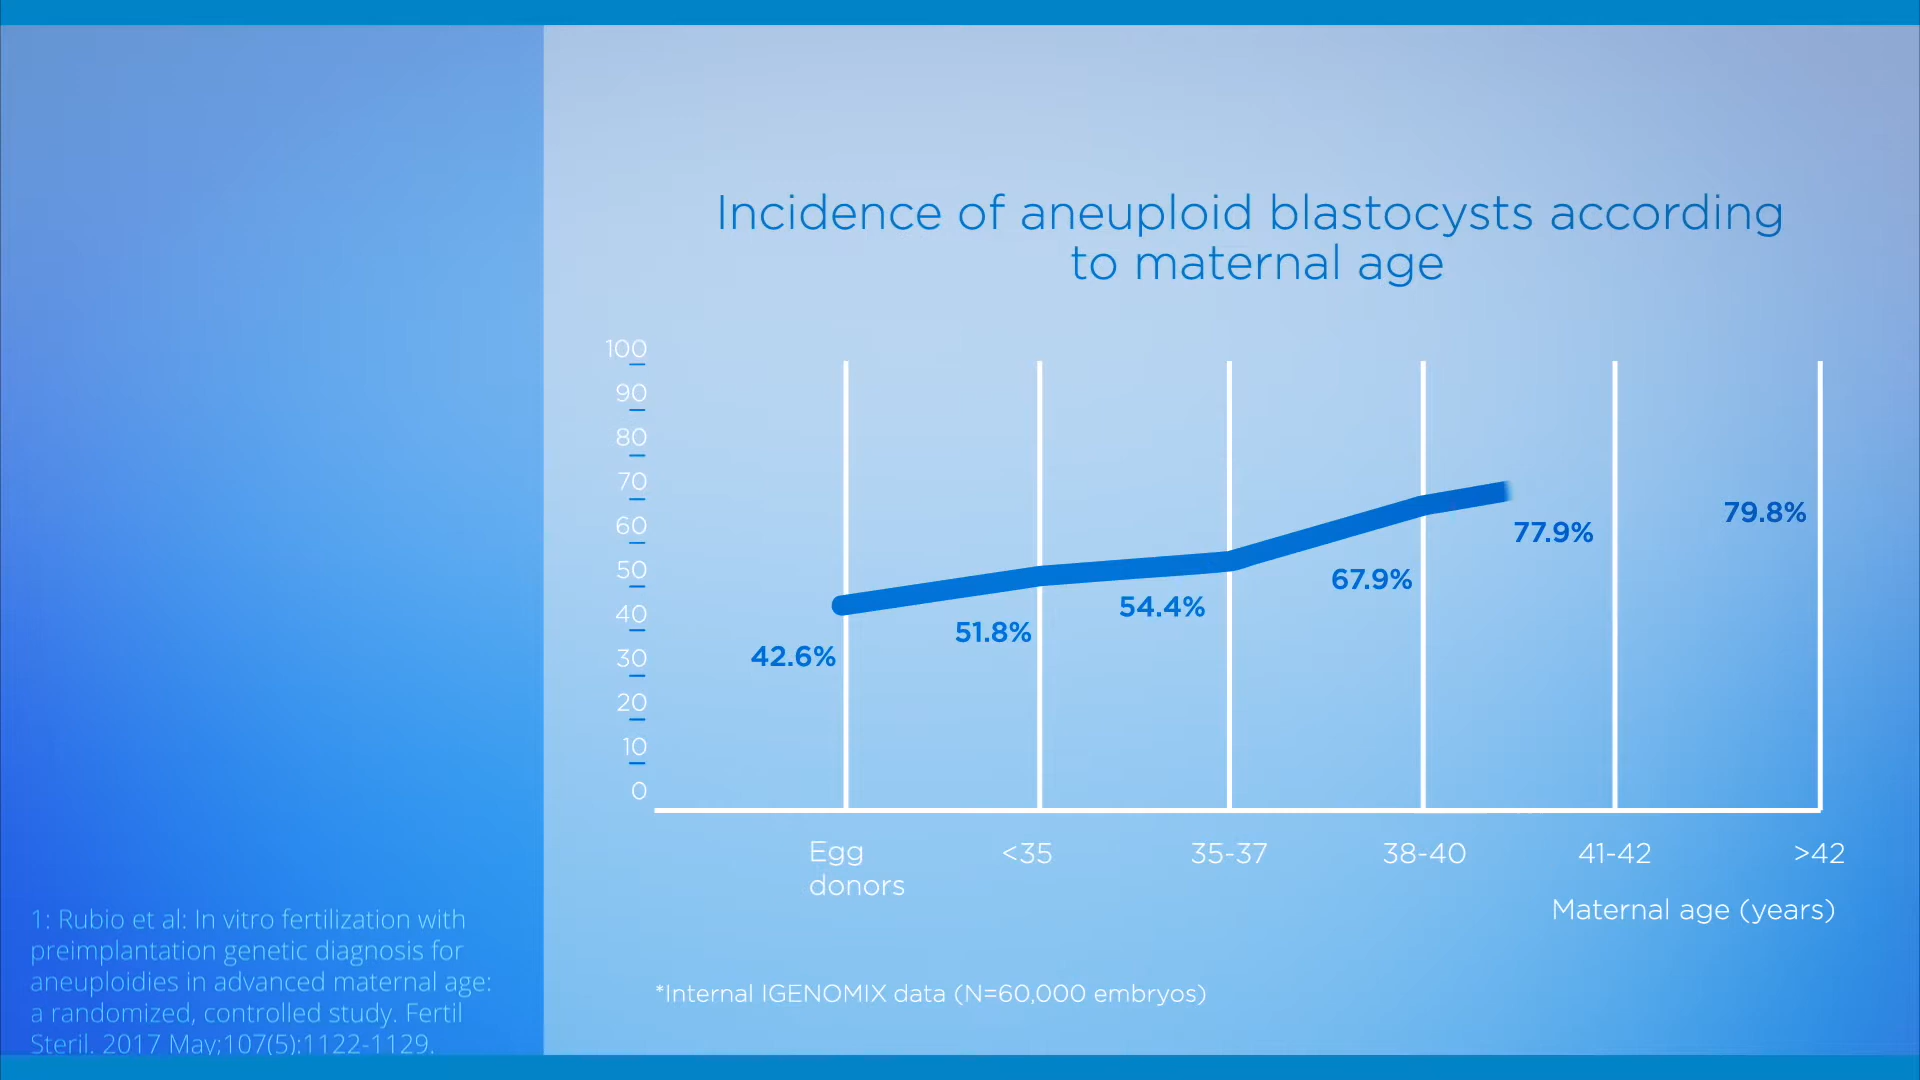 Incidence of aneuploid blastocysts according
to maternal age
100
90
80
70
60
50
40
30
20
10
0
42.6%
51.8%
54.4%
67.9%
77.9%
79.8%
Egg
donors
<35
35-37
38-40
41-42
>42
Maternal age (years)
*Internal IGENOMIX data (N=60,000 embryos)
1: Rubio et al: In vitro fertilization with
preimplantation genetic diagnosis for
aneuploidies in advanced maternal age:
a randomized, controlled study. Fertil
Steril. 2017 May;107(5):1122-1129.